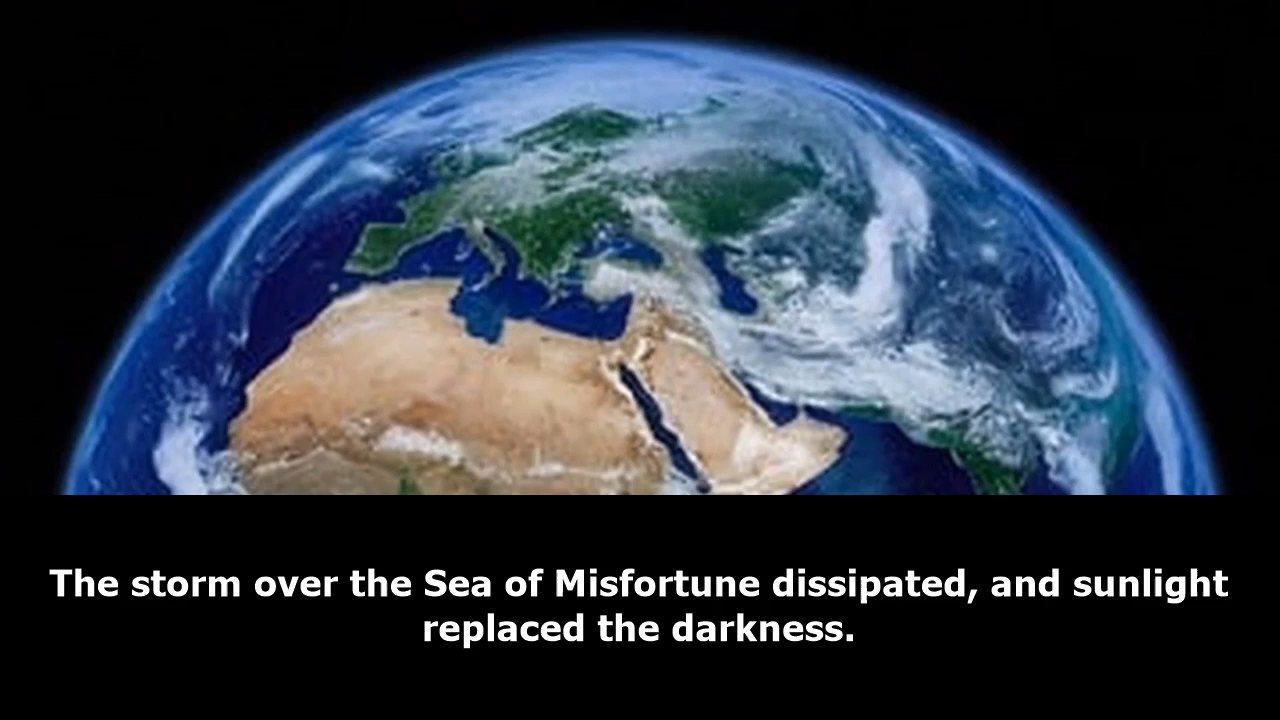 The storm over the Sea of Misfortune dissipated, and sunlight
replaced the darkness.